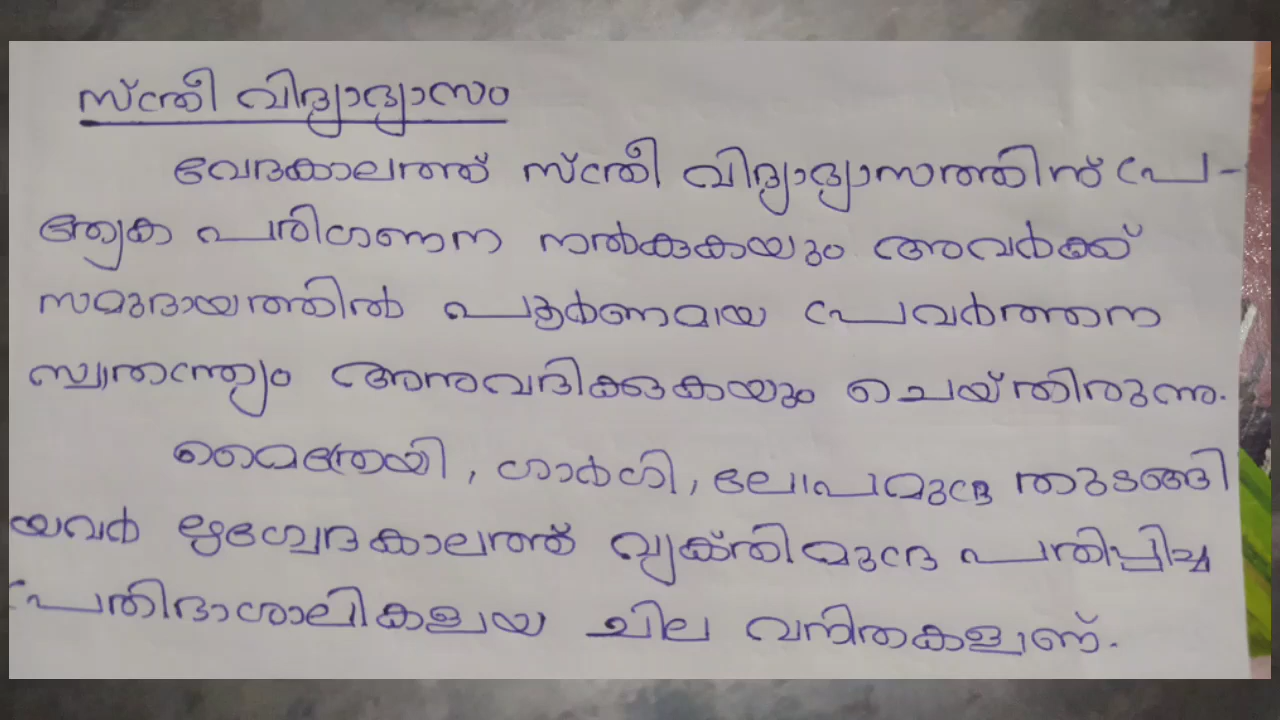 സ്ത്രീ വിദ്യാദ്യാസം
വേദകാലത്ത് സ്ത്രീ വിദ്യാദ്യാസത്തിന് പ്ര-
ത്യേക പരിഗണന നൽകുകയും അവർക്ക്
സമുദായത്തിൽ പൂർണമായ പ്രവർത്തന
സ്വാതന്ത്ര്യം അനുവദിക്കുകയും ചെയ്തിരുന്നു.
മൈത്രേയി, ഗാർഗി, ലോപമുദ്ര തുടങ്ങി
യവർ ഋഗ്വേദകാലത്ത് വ്യക്തിമുദ്ര പതിപ്പിച്ച
പ്രതിദാശാലികളായ ചില വനിതകളാണ്.